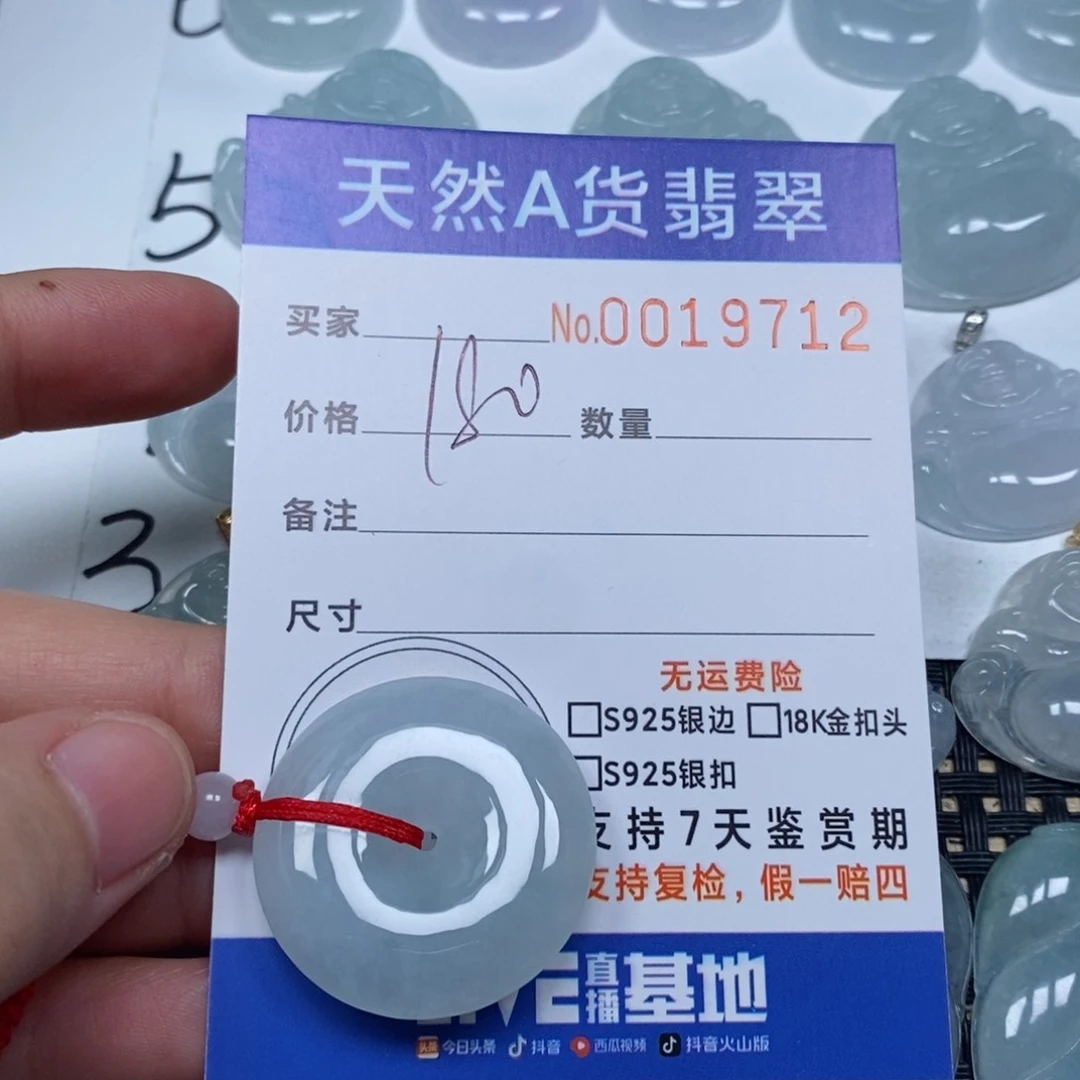 5
3
天然A货翡翠
买家 No.0019712
价格 180 数量
备注
尺寸
无运费险
S925银边 18K金扣头
S925银扣
支持7天鉴赏期
支持复检,假一赔四
直播基地
头条 今日头条 抖音 西瓜视频 抖音火山版